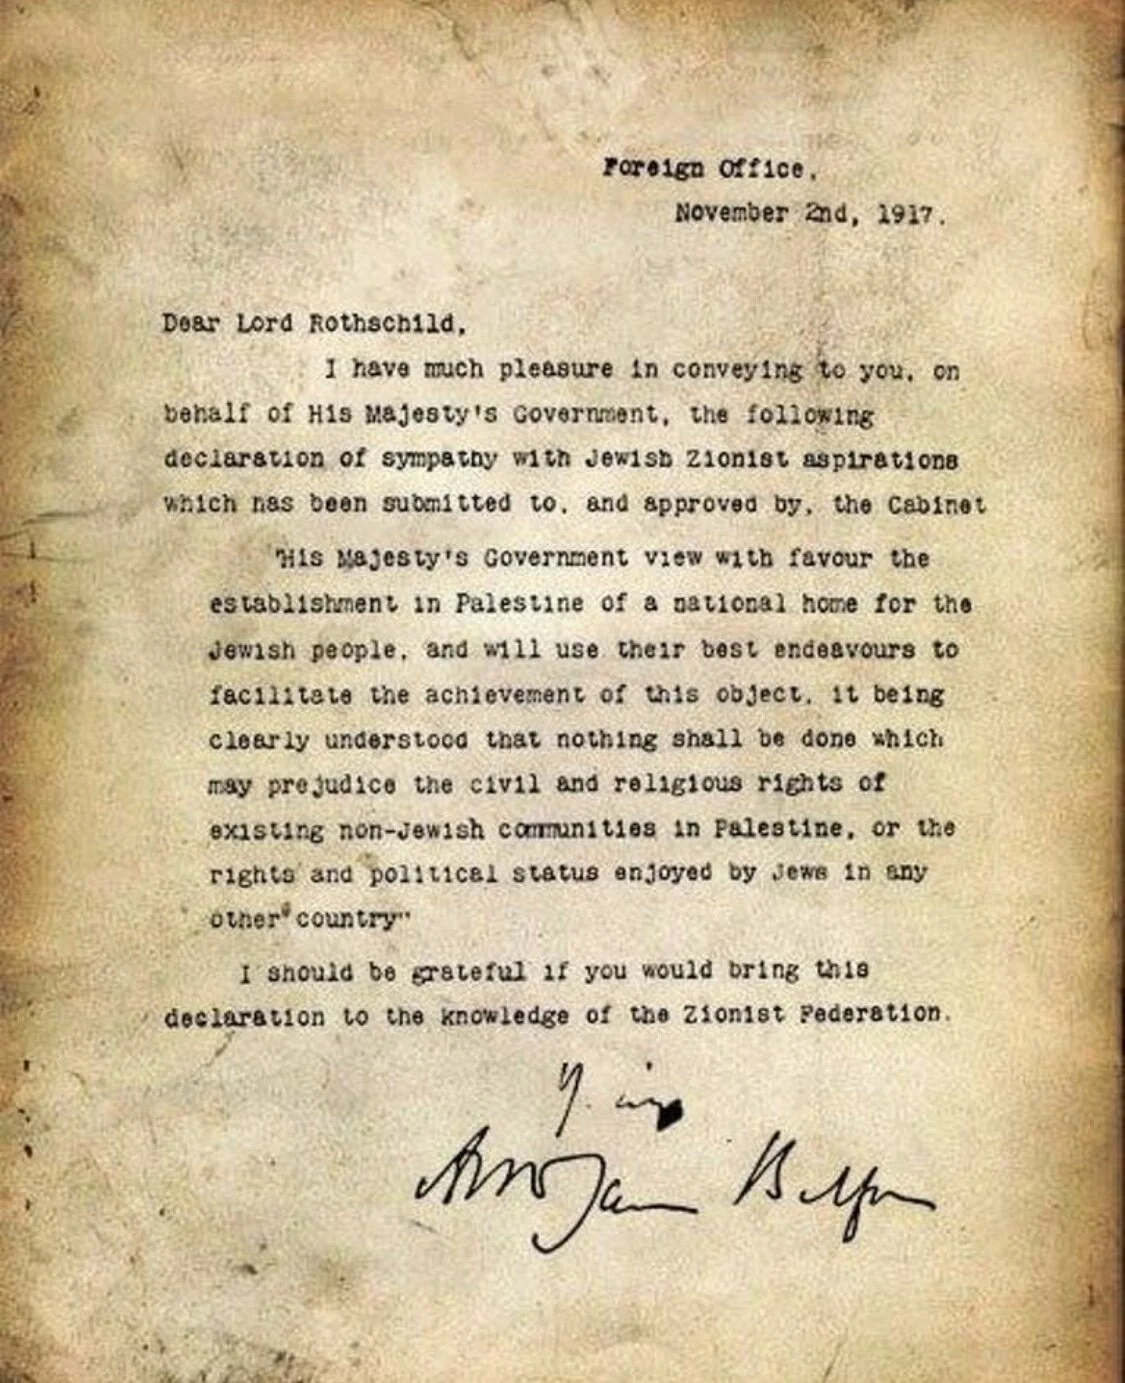 Foreign Office,
November 2nd, 1917.
Dear Lord Rothschild,
I have much pleasure in conveying to you, on
behalf of His Majesty's Government, the following
declaration of sympathy with Jewish Zionist aspirations
which has been submitted to, and approved by, the Cabinet
"His Majesty's Government view with favour the
establishment in Palestine of a national home for the
Jewish people, and will use their best endeavours to
facilitate the achievement of this object, it being
clearly understood that nothing shall be done which
may prejudice the civil and religious rights of
existing non-Jewish communities in Palestine, or the
rights and political status enjoyed by Jews in any
other country"
I should be grateful if you would bring this
declaration to the knowledge of the Zionist Federation.
Arthur James Balfour